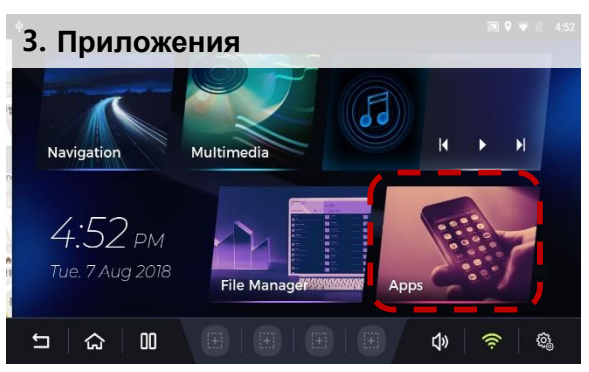 3. Приложения
4:52
Navigation
Multimedia
4:52 PM
Tue. 7 Aug 2018
File Manager
Apps